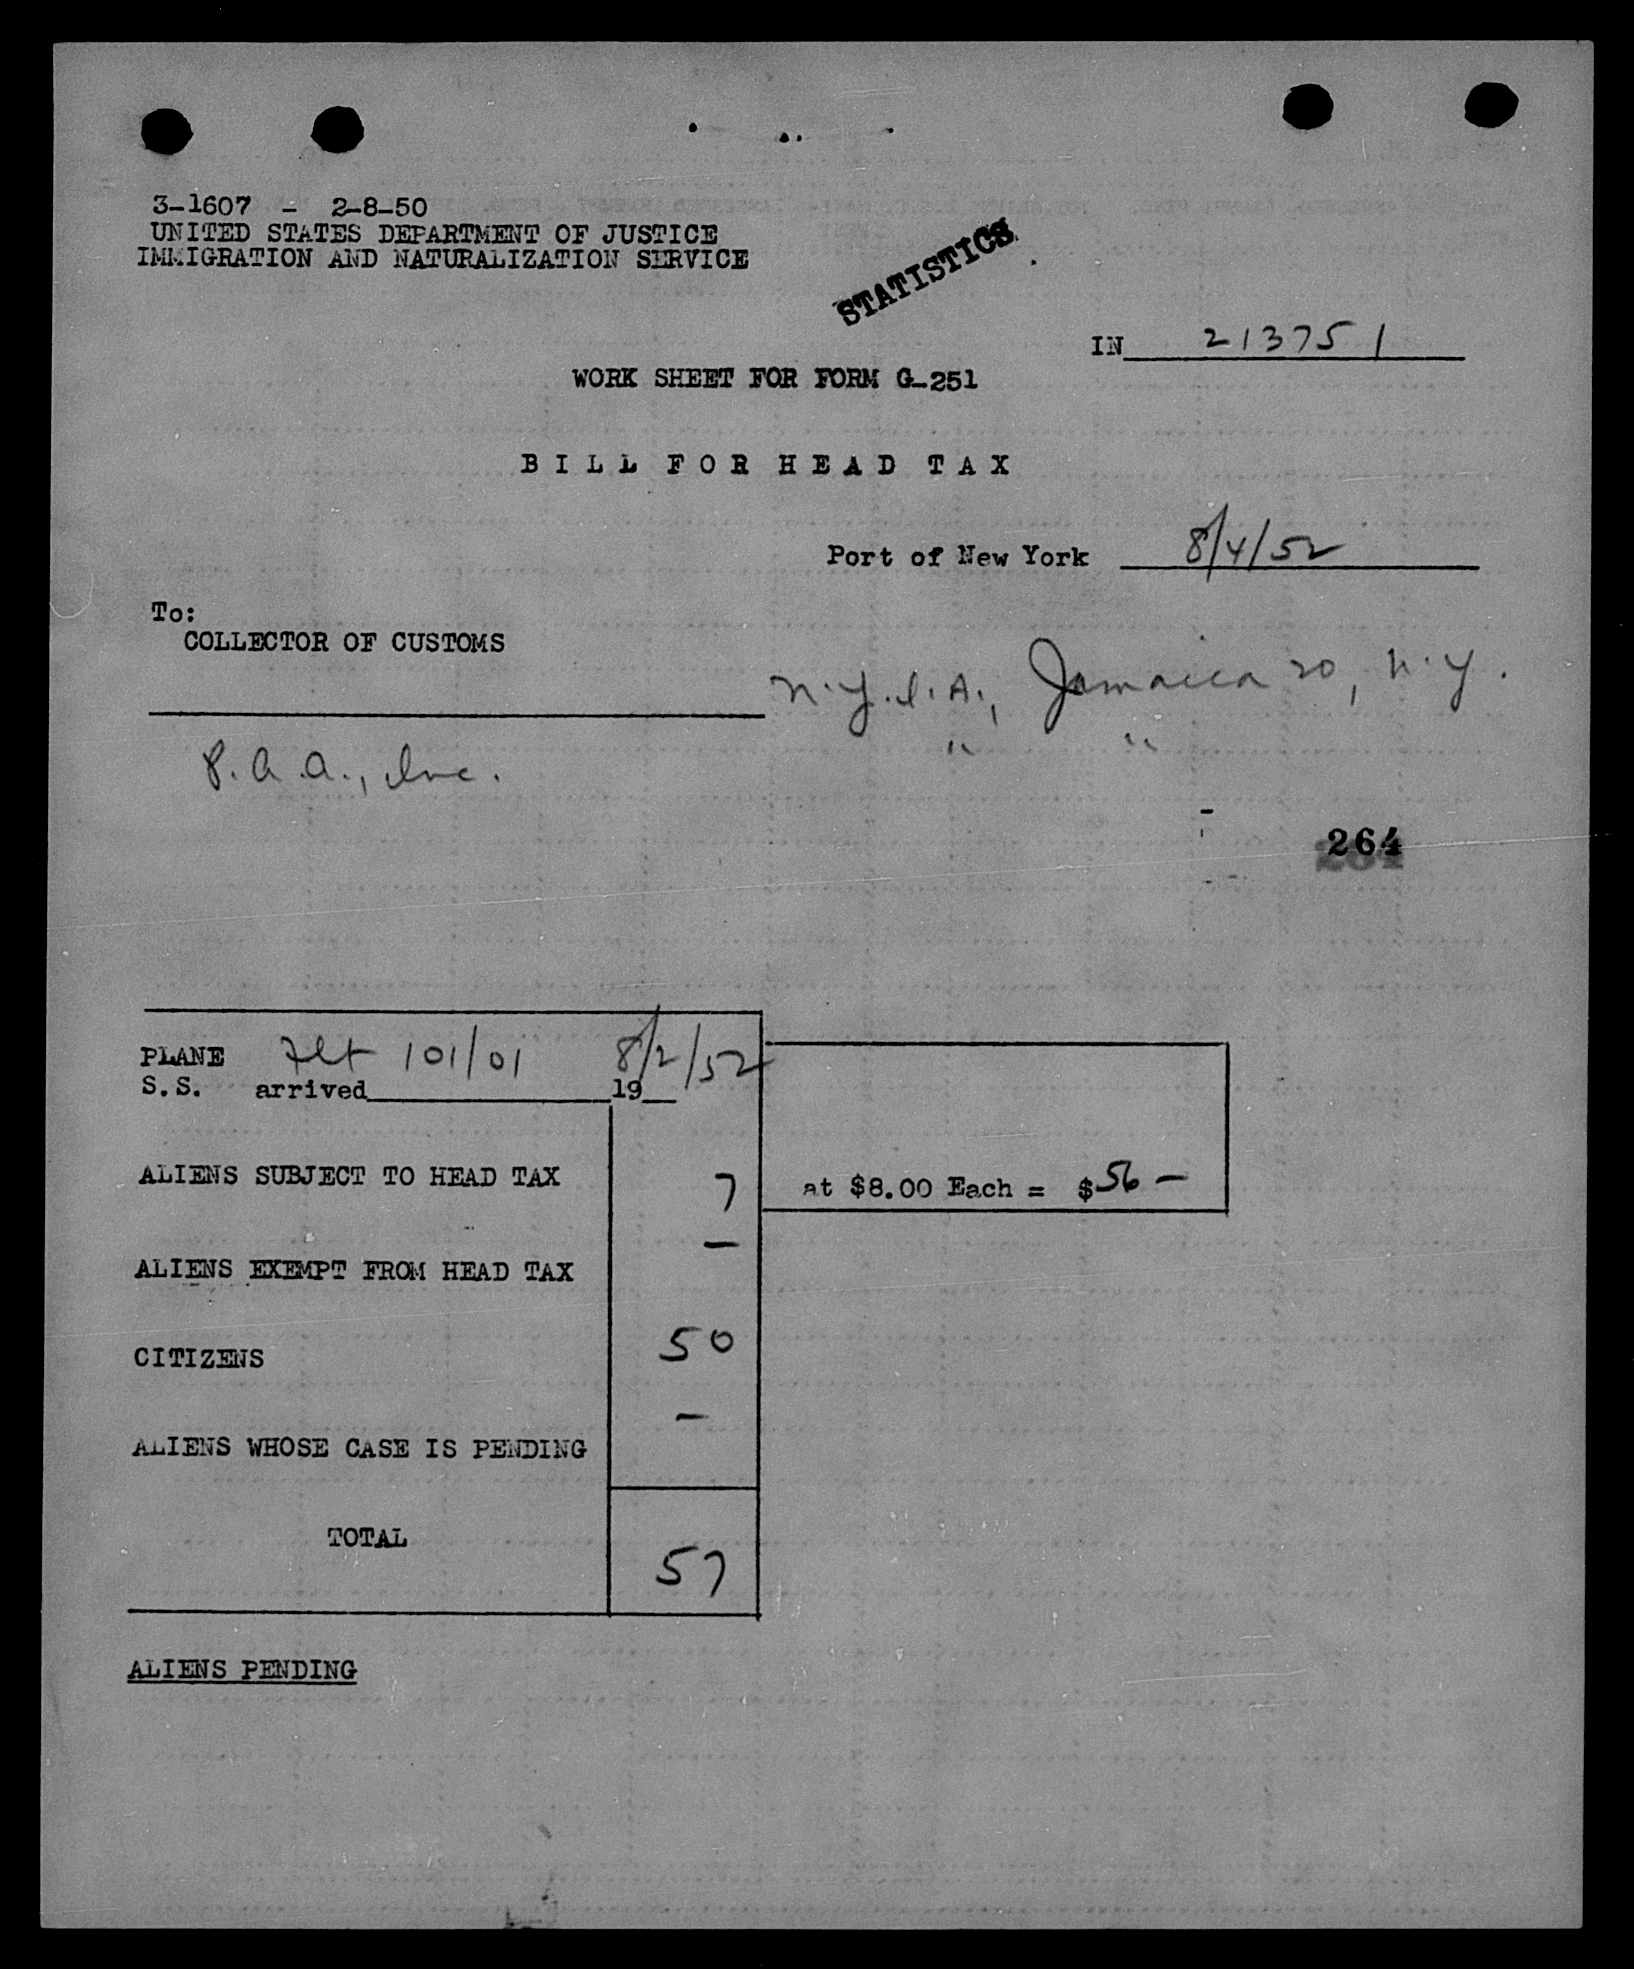 3-1607 - 2-8-50
UNITED STATES DEPARTMENT OF JUSTICE
IMMIGRATION AND NATURALIZATION SERVICE
STATISTICS
IN 213751
WORK SHEET FOR FORM G-251
BILL FOR HEAD TAX
Port of New York 8/4/52
To:
COLLECTOR OF CUSTOMS
N.Y.I.A., Jamaica 20, N.Y.
P.A.A., Inc. " "
264
PLANE Flt 101/01 8/2/52
S.S. arrived 19
ALIENS SUBJECT TO HEAD TAX 7 at $8.00 Each = $56 -
ALIENS EXEMPT FROM HEAD TAX -
CITIZENS 50
ALIENS WHOSE CASE IS PENDING -
TOTAL 57
ALIENS PENDING